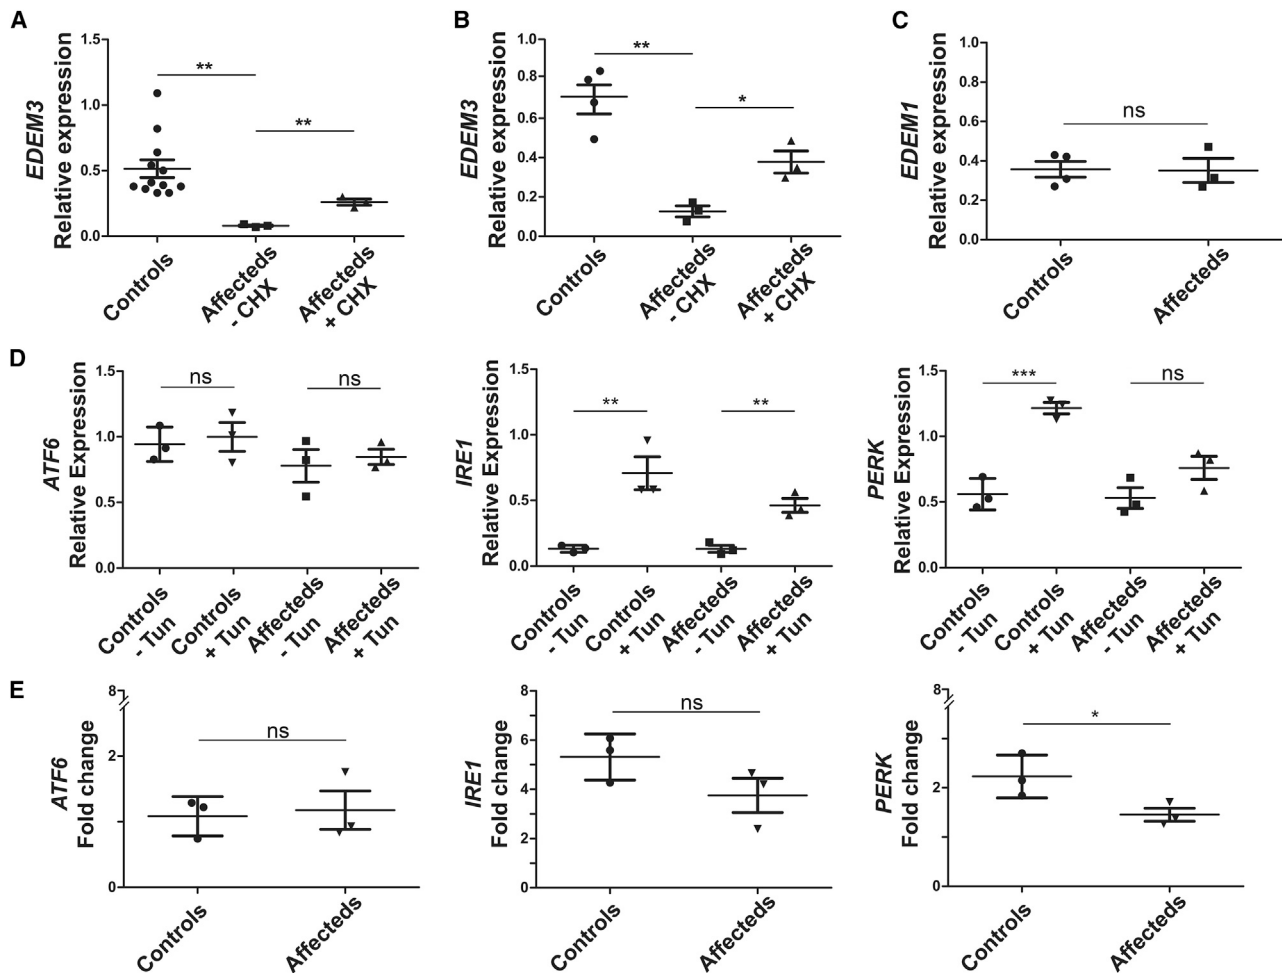 A
EDEM3
Relative expression
1.5
1.0
0.5
0.0
**
**
Controls
Affecteds
- CHX
Affecteds
+ CHX
B
EDEM3
Relative expression
1.0
0.8
0.6
0.4
0.2
0.0
**
*
Controls
Affecteds
- CHX
Affecteds
+ CHX
C
EDEM1
Relative expression
1.0
0.8
0.6
0.4
0.2
0.0
ns
Controls
Affecteds
D
ATF6
Relative Expression
1.5
1.0
0.5
0.0
ns
ns
Controls
- Tun
Controls
+ Tun
Affecteds
- Tun
Affecteds
+ Tun
IRE1
Relative Expression
1.5
1.0
0.5
0.0
**
**
Controls
- Tun
Controls
+ Tun
Affecteds
- Tun
Affecteds
+ Tun
PERK
Relative Expression
1.5
1.0
0.5
0.0
***
ns
Controls
- Tun
Controls
+ Tun
Affecteds
- Tun
Affecteds
+ Tun
E
ATF6
Fold change
8
2
0
ns
Controls
Affecteds
IRE1
Fold change
8
6
4
2
6
0
ns
Controls
Affecteds
PERK
Fold change
8
2
0
*
Controls
Affecteds